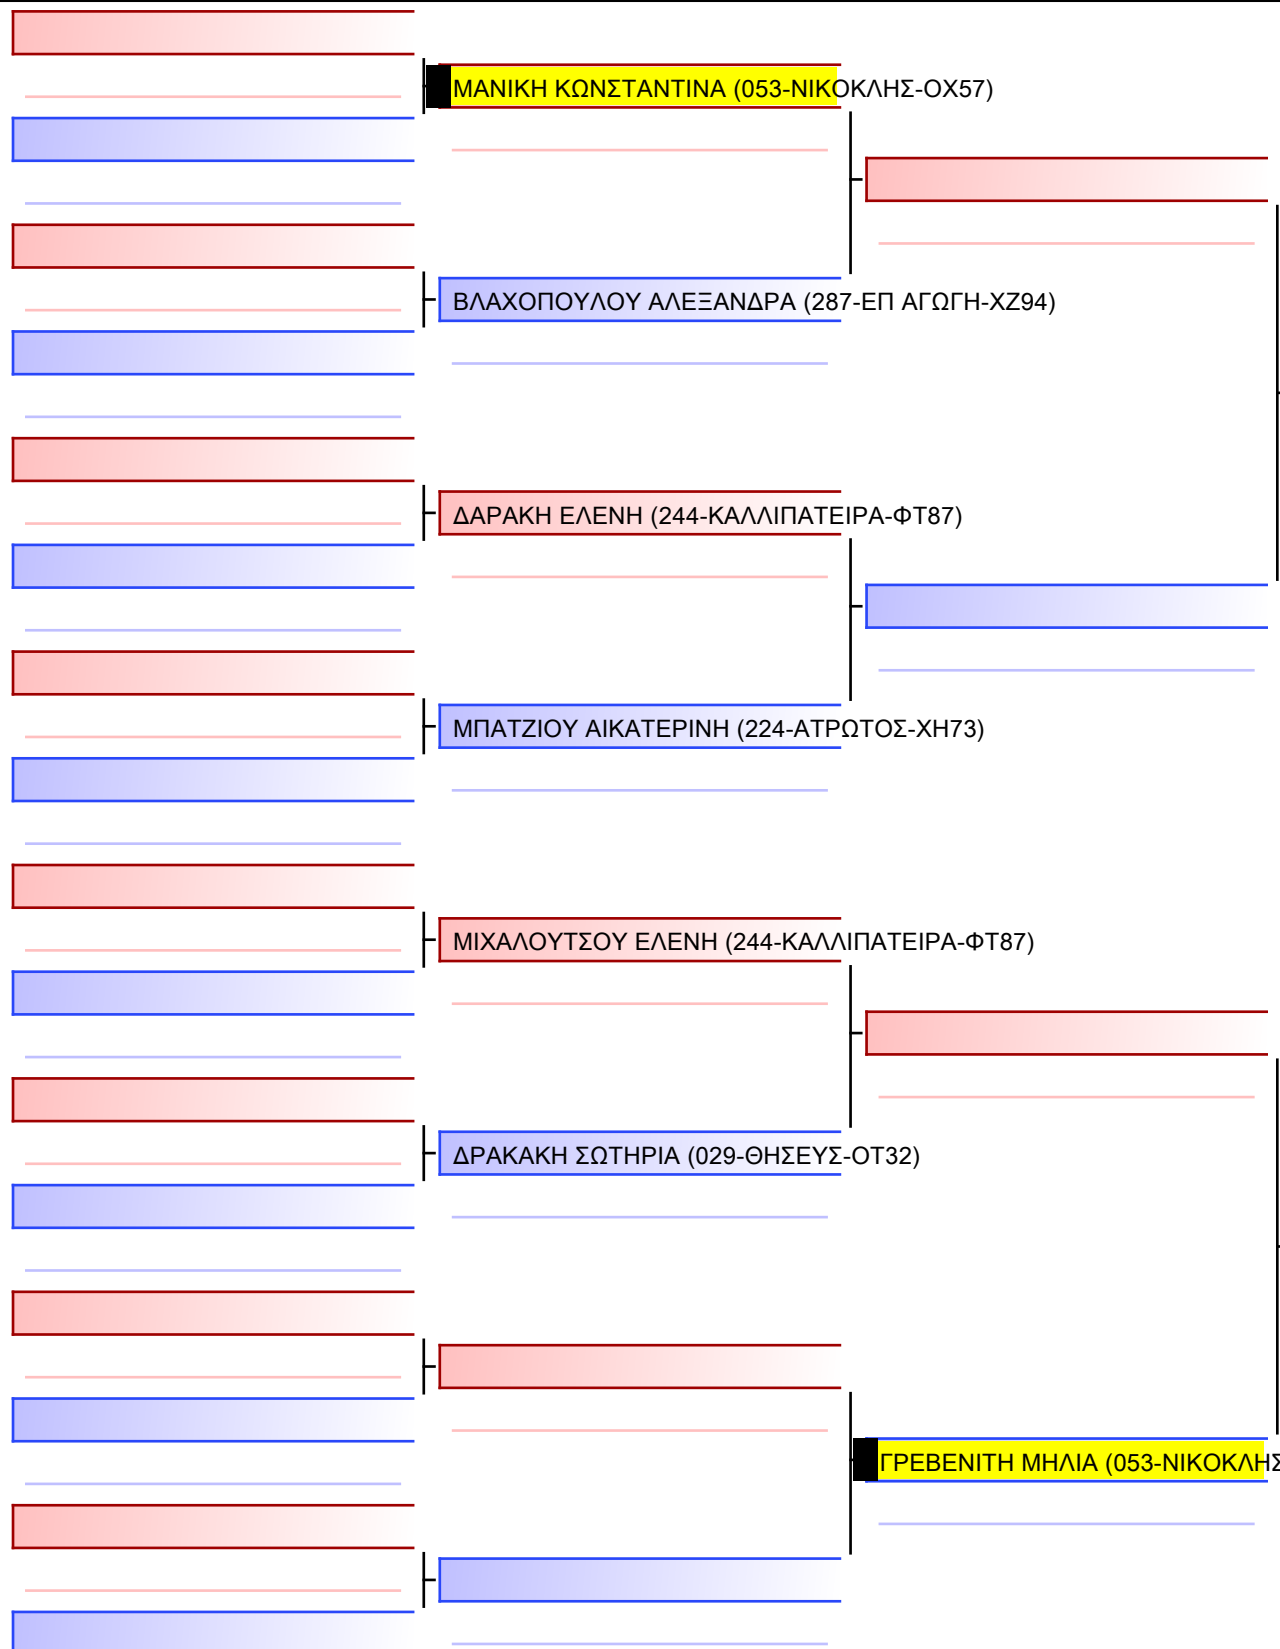 ΜΑΝΙΚΗ ΚΩΝΣΤΑΝΤΙΝΑ (053-ΝΙΚΟΚΛΗΣ-ΟΧ57)
ΒΛΑΧΟΠΟΥΛΟΥ ΑΛΕΞΑΝΔΡΑ (287-ΕΠ ΑΓΩΓΗ-ΧΖ94)
ΔΑΡΑΚΗ ΕΛΕΝΗ (244-ΚΑΛΛΙΠΑΤΕΙΡΑ-ΦΤ87)
ΜΠΑΤΖΙΟΥ ΑΙΚΑΤΕΡΙΝΗ (224-ΑΤΡΩΤΟΣ-ΧΗ73)
ΜΙΧΑΛΟΥΤΣΟΥ ΕΛΕΝΗ (244-ΚΑΛΛΙΠΑΤΕΙΡΑ-ΦΤ87)
ΔΡΑΚΑΚΗ ΣΩΤΗΡΙΑ (029-ΘΗΣΕΥΣ-ΟΤ32)
ΓΡΕΒΕΝΙΤΗ ΜΗΛΙΑ (053-ΝΙΚΟΚΛΗΣ